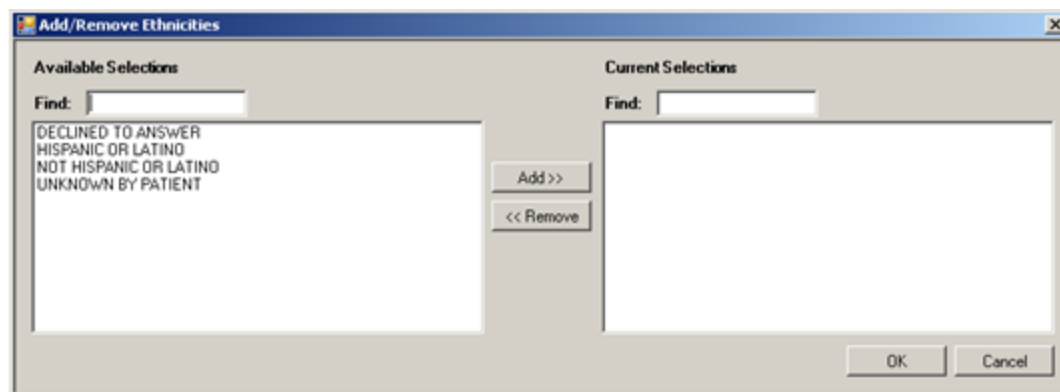 Add/Remove Ethnicities
Available Selections
Current Selections
Find:
Find:
DECLINED TO ANSWER
HISPANIC OR LATINO
NOT HISPANIC OR LATINO
UNKNOWN BY PATIENT
Add >>
<< Remove
OK
Cancel